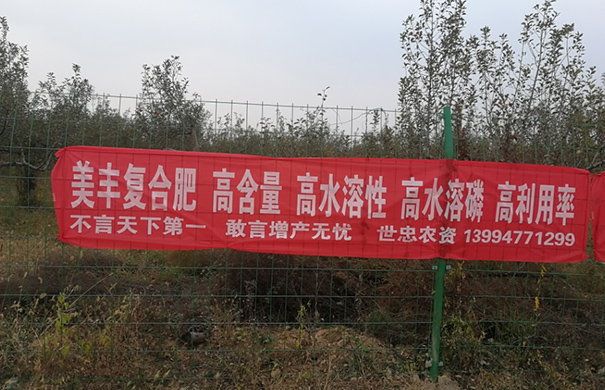 美丰复合肥 高含量 高水溶性 高水溶磷 高利用率
不言天下第一 敢言增产无忧 世忠农资 13994771299